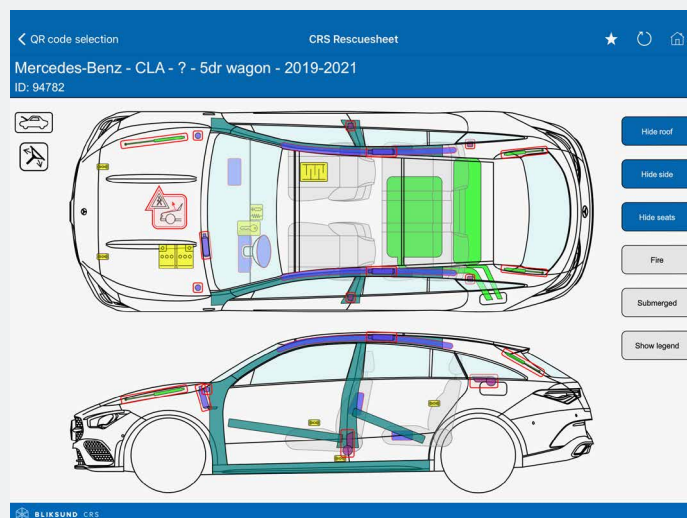 QR code selection
CRS Rescuesheet
Mercedes-Benz - CLA - ? - 5dr wagon - 2019-2021
ID: 94782
Hide roof
Hide side
Hide seats
Fire
Submerged
Show legend
BLIKSUND CRS